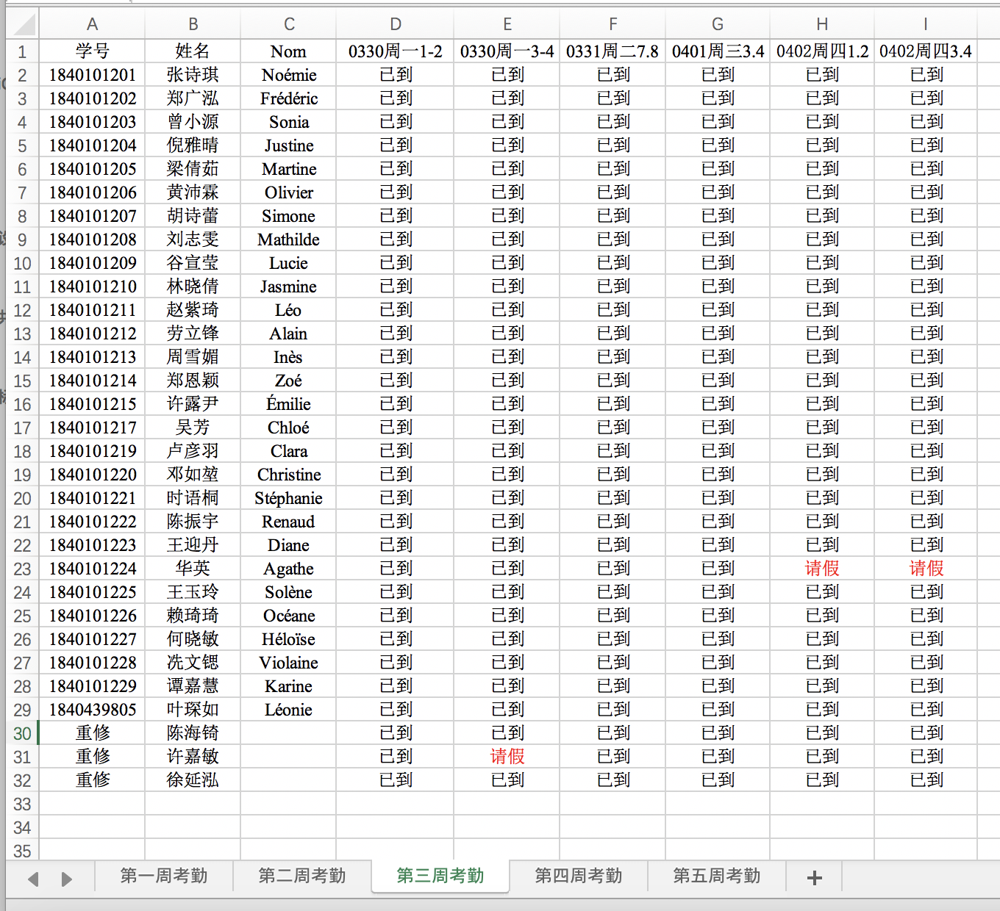 A B C D E F G H I
1 学号 姓名 Nom 0330周一1-2 0330周一3-4 0331周二7.8 0401周三3.4 0402周四1.2 0402周四3.4
2 1840101201 张诗琪 Noémie 已到 已到 已到 已到 已到 已到
3 1840101202 郑广泓 Frédéric 已到 已到 已到 已到 已到 已到
4 1840101203 曾小源 Sonia 已到 已到 已到 已到 已到 已到
5 1840101204 倪雅晴 Justine 已到 已到 已到 已到 已到 已到
6 1840101205 梁倩茹 Martine 已到 已到 已到 已到 已到 已到
7 1840101206 黄沛霖 Olivier 已到 已到 已到 已到 已到 已到
8 1840101207 胡诗蕾 Simone 已到 已到 已到 已到 已到 已到
9 1840101208 刘志雯 Mathilde 已到 已到 已到 已到 已到 已到
10 1840101209 谷宣莹 Lucie 已到 已到 已到 已到 已到 已到
11 1840101210 林晓倩 Jasmine 已到 已到 已到 已到 已到 已到
12 1840101211 赵紫琦 Léo 已到 已到 已到 已到 已到 已到
13 1840101212 劳立锋 Alain 已到 已到 已到 已到 已到 已到
14 1840101213 周雪媚 Inès 已到 已到 已到 已到 已到 已到
15 1840101214 郑恩颖 Zoé 已到 已到 已到 已到 已到 已到
16 1840101215 许露尹 Émilie 已到 已到 已到 已到 已到 已到
17 1840101217 吴芳 Chloé 已到 已到 已到 已到 已到 已到
18 1840101219 卢彦羽 Clara 已到 已到 已到 已到 已到 已到
19 1840101220 邓如堃 Christine 已到 已到 已到 已到 已到 已到
20 1840101221 时语桐 Stéphanie 已到 已到 已到 已到 已到 已到
21 1840101222 陈振宇 Renaud 已到 已到 已到 已到 已到 已到
22 1840101223 王迎丹 Diane 已到 已到 已到 已到 已到 已到
23 1840101224 华英 Agathe 已到 已到 已到 已到 请假 请假
24 1840101225 王玉玲 Solène 已到 已到 已到 已到 已到 已到
25 1840101226 赖琦琦 Océane 已到 已到 已到 已到 已到 已到
26 1840101227 何晓敏 Héloïse 已到 已到 已到 已到 已到 已到
27 1840101228 冼文锶 Violaine 已到 已到 已到 已到 已到 已到
28 1840101229 谭嘉慧 Karine 已到 已到 已到 已到 已到 已到
29 1840439805 叶琛如 Léonie 已到 已到 已到 已到 已到 已到
30 重修 陈海锜 已到 已到 已到 已到 已到 已到
31 重修 许嘉敏 已到 请假 已到 已到 已到 已到
32 重修 徐延泓 已到 已到 已到 已到 已到 已到
33
34
35
第一周考勤 第二周考勤 第三周考勤 第四周考勤 第五周考勤 +